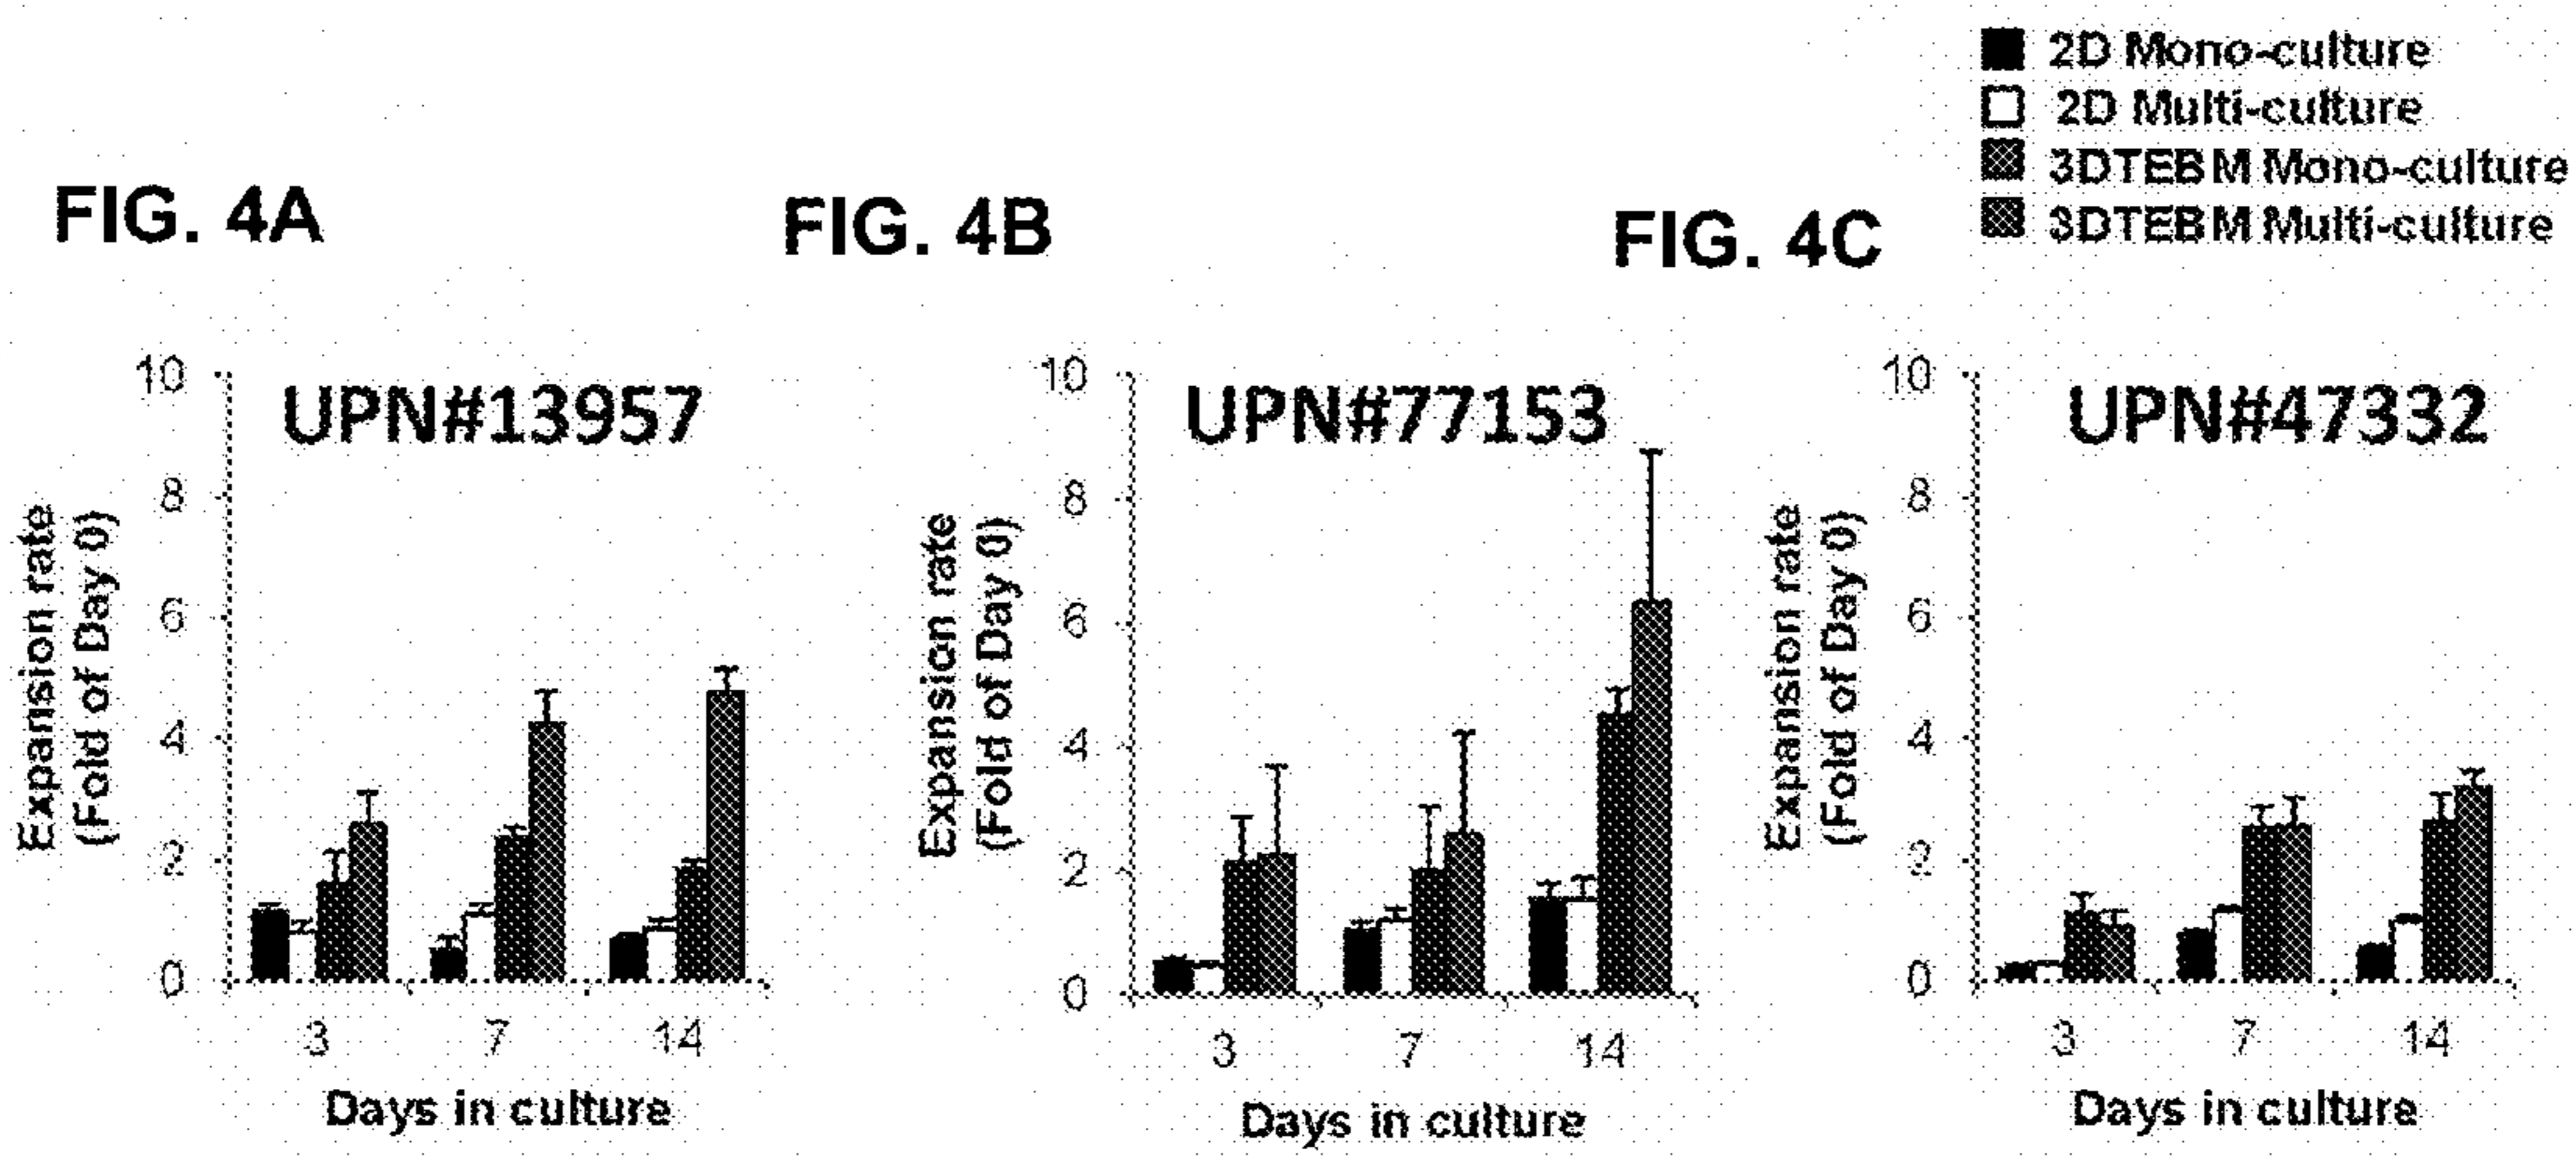 2D Mono-culture
2D Multi-culture
3DTEBM Mono-culture
3DTEBM Multi-culture
FIG. 4A
FIG. 4B
FIG. 4C
UPN#13957
Expansion rate
(Fold of Day 0)
10
8
6
4
2
0
3 7 14
Days in culture
UPN#77153
Expansion rate
(Fold of Day 0)
10
8
6
4
2
0
3 7 14
Days in culture
UPN#47332
Expansion rate
(Fold of Day 0)
10
8
6
4
2
0
3 7 14
Days in culture